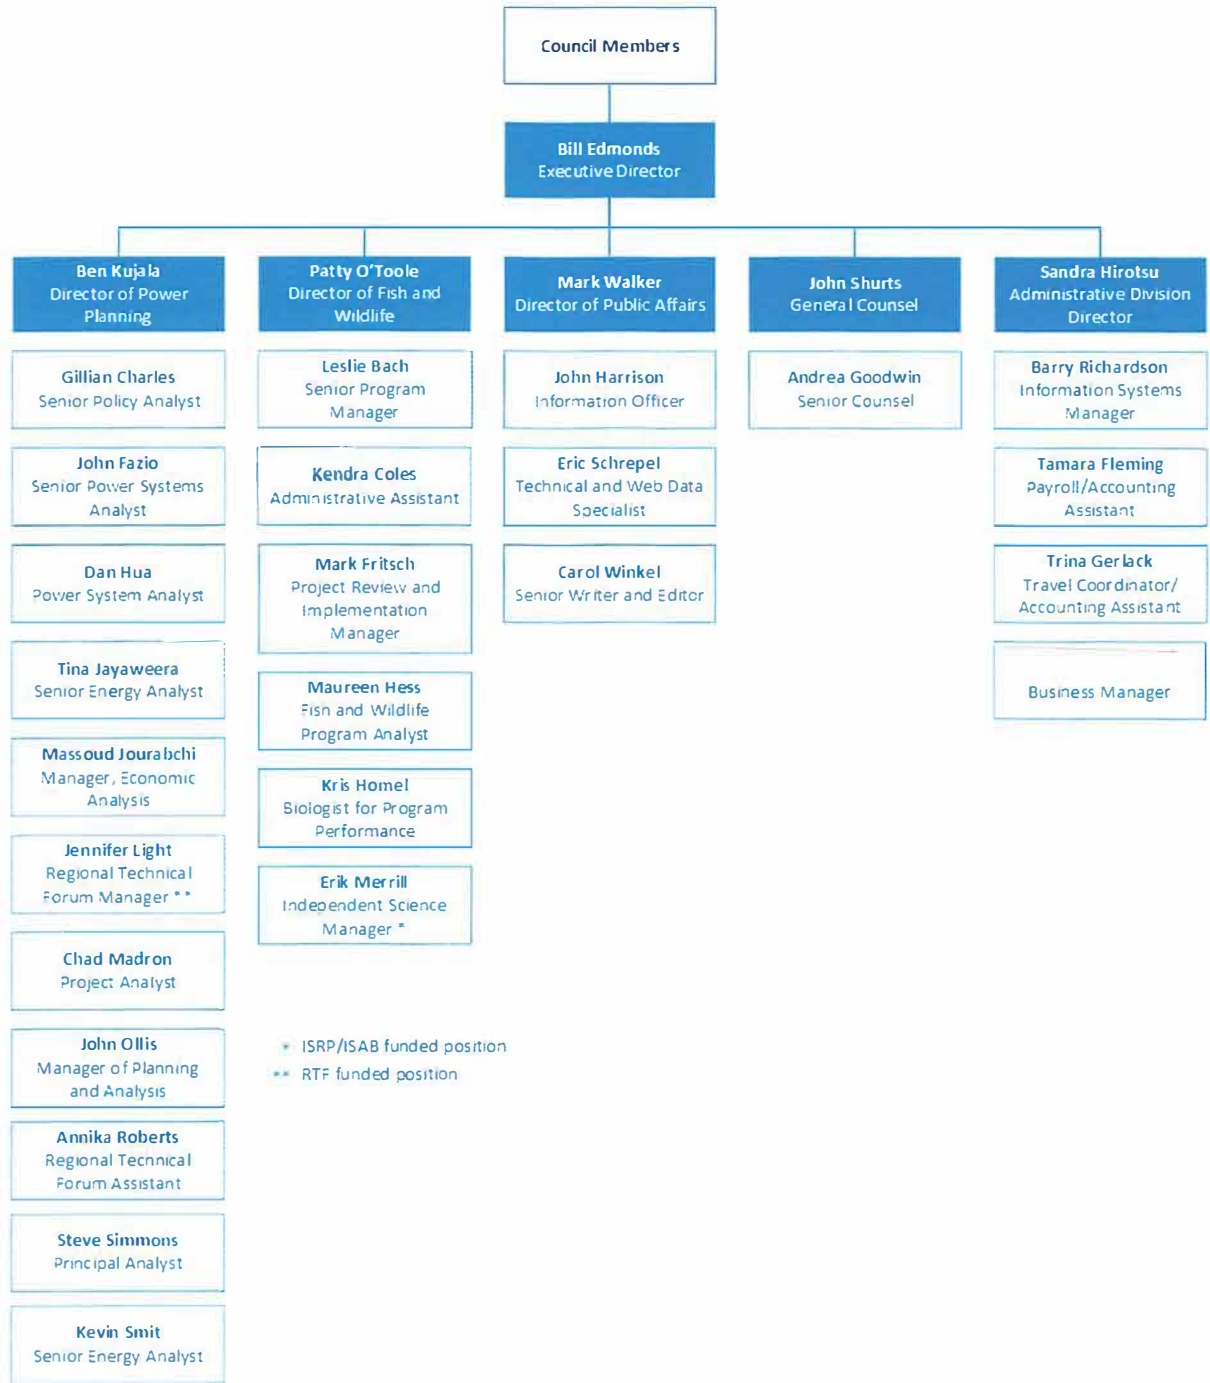 Council Members
Bill Edmonds
Executive Director
Ben Kujala
Director of Power
Planning
Patty O'Toole
Director of Fish and
Wildlife
Mark Walker
Director of Public Affairs
John Shurts
General Counsel
Sandra Hirotsu
Administrative Division
Director
Gillian Charles
Senior Policy Analyst
John Fazio
Senior Power Systems
Analyst
Dan Hua
Power System Analyst
Tina Jayaweera
Senior Energy Analyst
Massoud Jourabchi
Manager, Economic
Analysis
Jennifer Light
Regional Technical
Forum Manager **
Chad Madron
Project Analyst
John Ollis
Manager of Planning
and Analysis
Annika Roberts
Regional Technical
Forum Assistant
Steve Simmons
Principal Analyst
Kevin Smit
Senior Energy Analyst
Leslie Bach
Senior Program
Manager
Kendra Coles
Administrative Assistant
Mark Fritsch
Project Review and
Implementation
Manager
Maureen Hess
Fish and Wildlife
Program Analyst
Kris Homel
Biologist for Program
Performance
Erik Merrill
Independent Science
Manager *
John Harrison
Information Officer
Eric Schrepel
Technical and Web Data
Specialist
Carol Winkel
Senior Writer and Editor
Andrea Goodwin
Senior Counsel
Barry Richardson
Information Systems
Manager
Tamara Fleming
Payroll/Accounting
Assistant
Trina Gerlack
Travel Coordinator/
Accounting Assistant
Business Manager
* ISRP/ISAB funded position
** RTF funded position